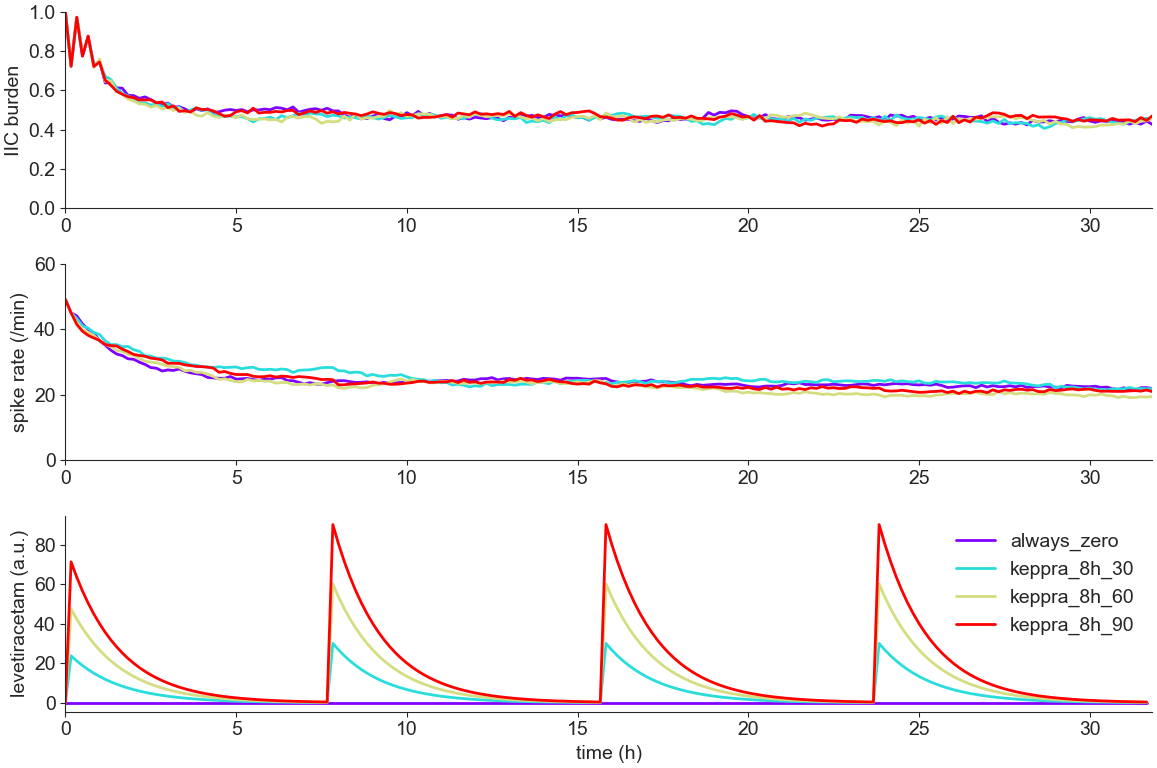 1.0
0.8
0.6
0.4
0.2
0.0
IIC burden
0 5 10 15 20 25 30
60
40
20
0
spike rate (/min)
0 5 10 15 20 25 30
80
60
40
20
0
levetiracetam (a.u.)
always_zero
keppra_8h_30
keppra_8h_60
keppra_8h_90
0 5 10 15 20 25 30
time (h)